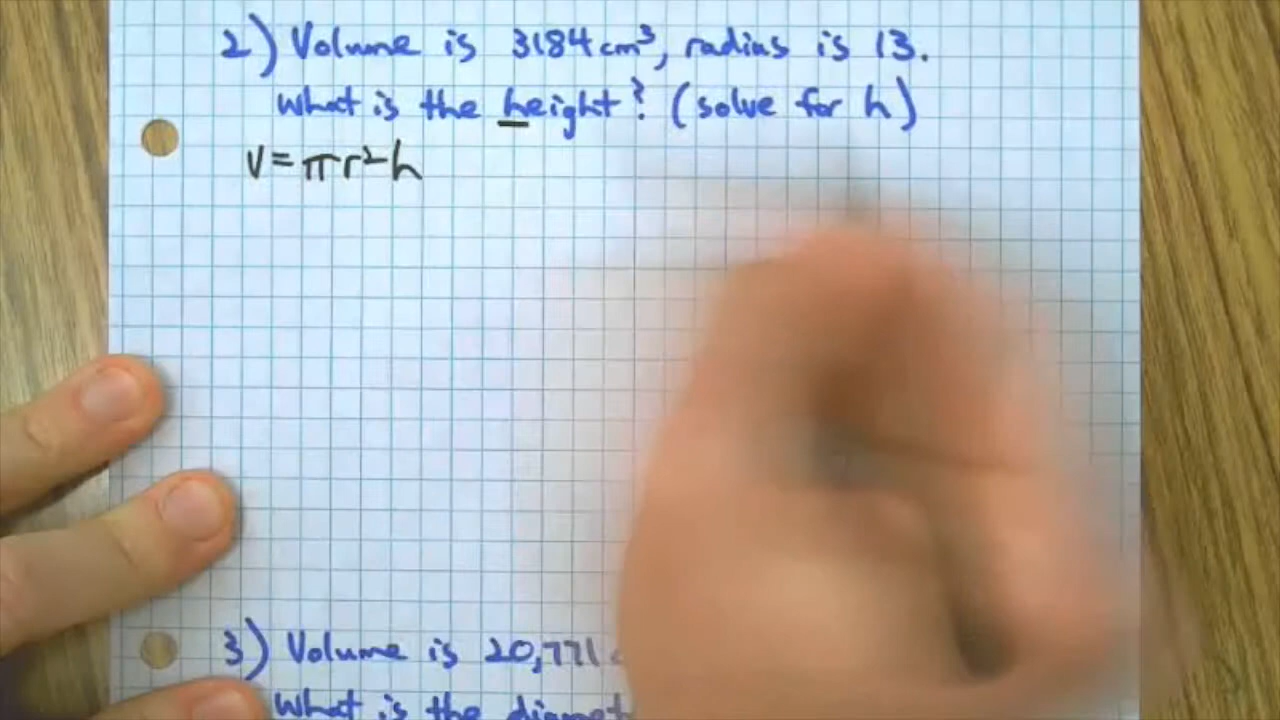 2) Volume is 3184 cm³, radius is 13.
What is the height? (solve for h)
V = πr²h
3) Volume is 20,771
What is the